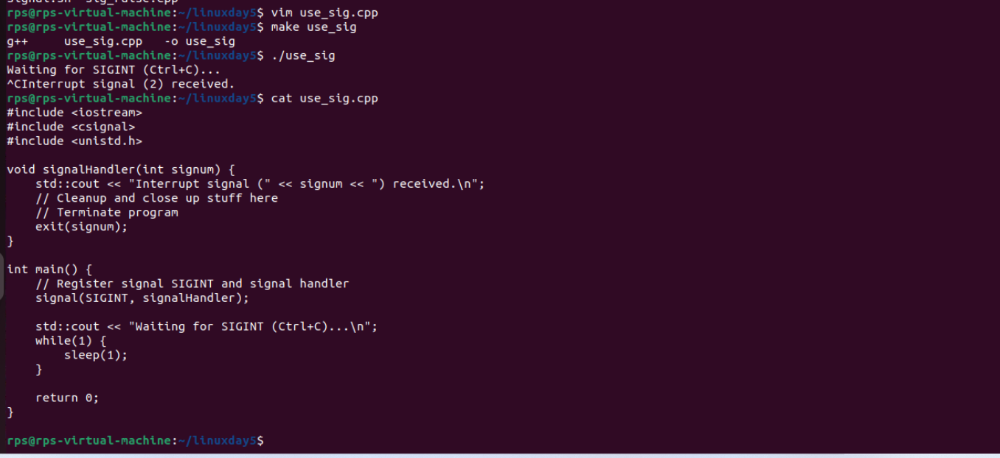 signal.sh  sig_raise.cpp
rps@rps-virtual-machine:~/linuxday5$ vim use_sig.cpp
rps@rps-virtual-machine:~/linuxday5$ make use_sig
g++     use_sig.cpp   -o use_sig
rps@rps-virtual-machine:~/linuxday5$ ./use_sig
Waiting for SIGINT (Ctrl+C)...
^CInterrupt signal (2) received.
rps@rps-virtual-machine:~/linuxday5$ cat use_sig.cpp
#include <iostream>
#include <csignal>
#include <unistd.h>

void signalHandler(int signum) {
    std::cout << "Interrupt signal (" << signum << ") received.\n";
    // Cleanup and close up stuff here
    // Terminate program
    exit(signum);
}

int main() {
    // Register signal SIGINT and signal handler
    signal(SIGINT, signalHandler);

    std::cout << "Waiting for SIGINT (Ctrl+C)...\n";
    while(1) {
        sleep(1);
    }

    return 0;
}

rps@rps-virtual-machine:~/linuxday5$